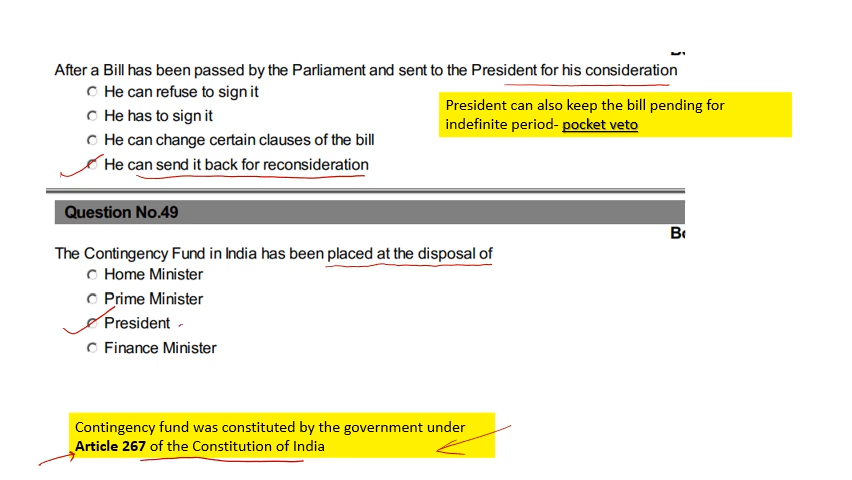 After a Bill has been passed by the Parliament and sent to the President for his consideration
He can refuse to sign it
He has to sign it
He can change certain clauses of the bill
He can send it back for reconsideration
President can also keep the bill pending for
indefinite period- pocket veto
Question No.49
The Contingency Fund in India has been placed at the disposal of
Home Minister
Prime Minister
President
Finance Minister
Contingency fund was constituted by the government under
Article 267 of the Constitution of India